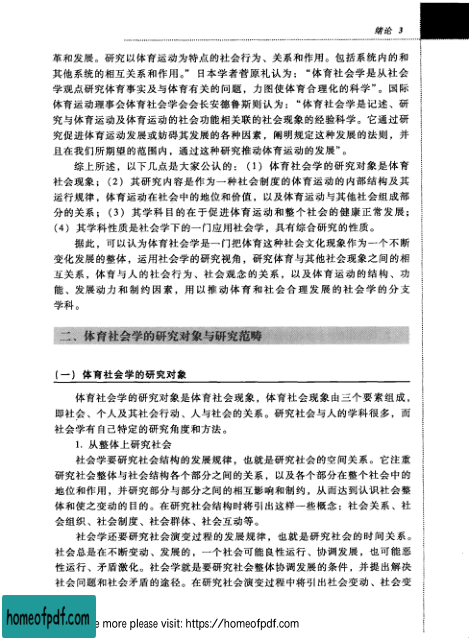 绪论 3
革和发展。研究以体育运动为特点的社会行为、关系和作用。包括系统内的和
其他系统的相互关系和作用。”日本学者菅原礼认为：“体育社会学是从社会
学观点研究体育事实及与体育有关的问题，力图使体育合理化的科学”。国际
体育运动理事会体育社会学会会长安德鲁斯则认为：“体育社会学是记述、研
究与体育运动及体育运动的社会功能相关联的社会现象的经验科学。它通过研
究促进体育运动发展或妨碍其发展的各种因素，阐明规定这种发展的法则，并
且在我们所期望的范围内，通过这种研究推动体育运动的发展”。
综上所述，以下几点是大家公认的：（1）体育社会学的研究对象是体育
社会现象；（2）其研究内容是作为一种社会制度的体育运动的内部结构及其
运行规律，体育运动在社会中的地位和价值，以及体育运动与其他社会组成部
分的关系；（3）其学科目的在于促进体育运动和整个社会的健康正常发展；
（4）其学科性质是社会学下的一门应用社会学，具有综合研究的性质。
据此，可以认为体育社会学是一门把体育这种社会文化现象作为一个不断
变化发展的整体，运用社会学的研究视角，研究体育与其他社会现象之间的相
互关系，体育与人的社会行为、社会观念的关系，以及体育运动的结构、功
能、发展动力和制约因素，用以推动体育和社会合理发展的社会学的分支
学科。
二、体育社会学的研究对象与研究范畴
（一）体育社会学的研究对象
体育社会学的研究对象是体育社会现象，体育社会现象由三个要素组成，
即社会、个人及其社会行动、人与社会的关系。研究社会与人的学科很多，而
社会学有自己特定的研究角度和方法。
1. 从整体上研究社会
社会学要研究社会结构的发展规律，也就是研究社会的空间关系。它注重
研究社会整体与社会结构各个部分之间的关系，以及各个部分在整个社会中的
地位和作用，并研究部分与部分之间的相互影响和制约，从而达到认识社会整
体和使之变动的目的。在研究社会结构时将引出这样一些概念：社会关系、社
会组织、社会制度、社会群体、社会互动等。
社会学还要研究社会演变过程的发展规律，也就是研究社会的时间关系。
社会总是在不断变动、发展的，一个社会可能良性运行、协调发展，也可能恶
性运行、矛盾激化。社会学就是要研究社会整体协调发展的条件，并提出解决
社会问题和社会矛盾的途径。在研究社会演变过程中将引出社会变动、社会变
homeofpdf.com
e more please visit: https://homeofpdf.com